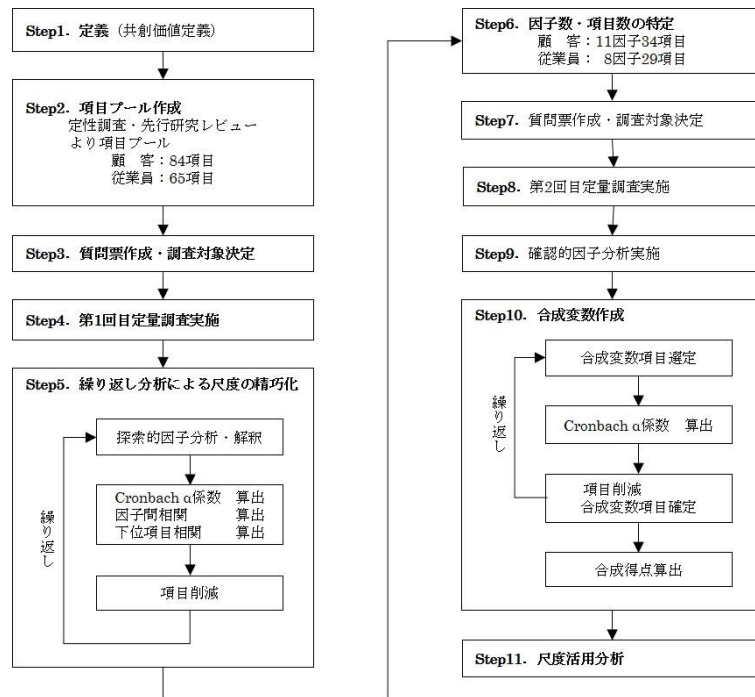 Step1. 定義（共創価値定義）
Step2. 項目プール作成
定性調査・先行研究レビュー
より項目プール
顧　客：84項目
従業員：65項目
Step3. 質問票作成・調査対象決定
Step4. 第1回目定量調査実施
Step5. 繰り返し分析による尺度の精巧化
探索的因子分析・解釈
Cronbach α係数　算出
因子間相関　算出
下位項目相関　算出
項目削減
繰り返し
Step6. 因子数・項目数の特定
顧　客：11因子34項目
従業員： 8因子29項目
Step7. 質問票作成・調査対象決定
Step8. 第2回目定量調査実施
Step9. 確認的因子分析実施
Step10. 合成変数作成
合成変数項目選定
Cronbach α係数　算出
項目削減
合成変数項目確定
合成得点算出
繰り返し
Step11. 尺度活用分析